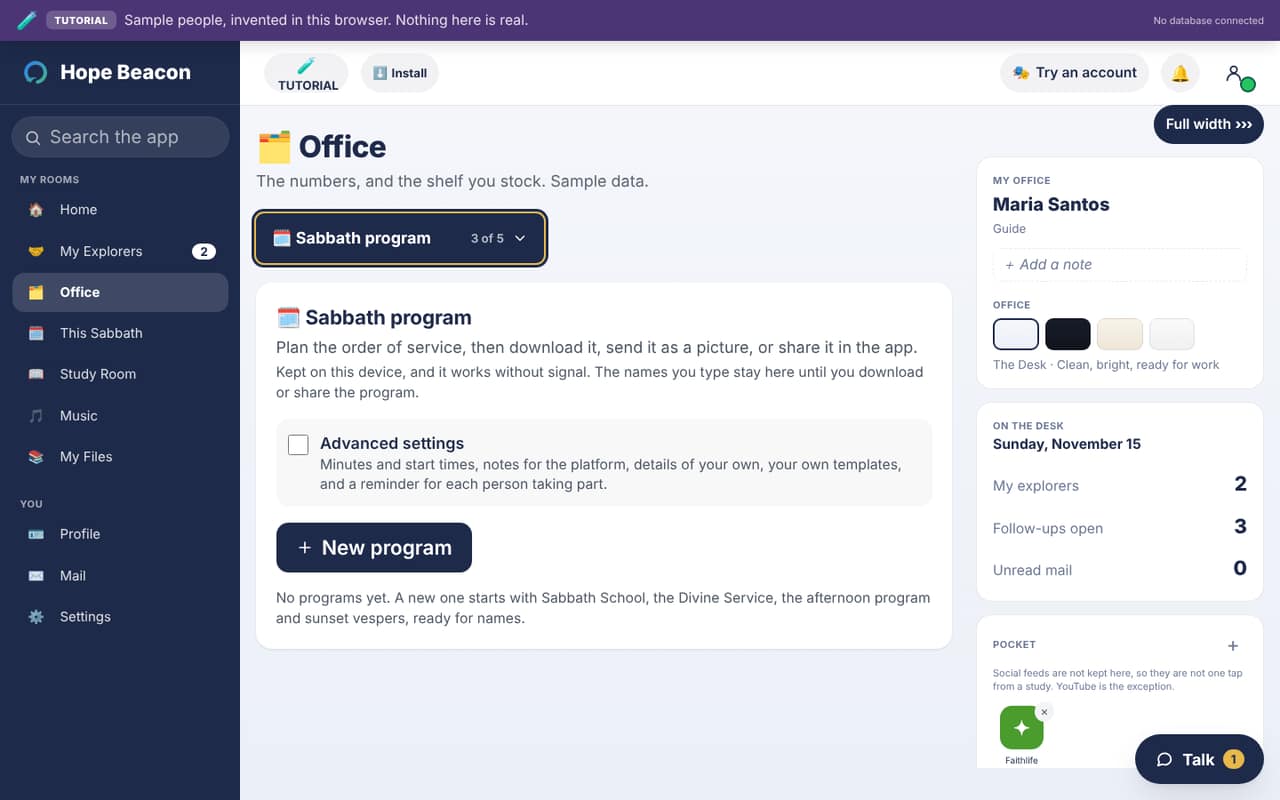 TUTORIAL Sample people, invented in this browser. Nothing here is real.
No database connected
Hope Beacon
Search the app
MY ROOMS
Home
My Explorers 2
Office
This Sabbath
Study Room
Music
My Files
YOU
Profile
Mail
Settings
TUTORIAL
Install
Try an account
Full width ›››
Office
The numbers, and the shelf you stock. Sample data.
Sabbath program 3 of 5
Sabbath program
Plan the order of service, then download it, send it as a picture, or share it in the app.
Kept on this device, and it works without signal. The names you type stay here until you download
or share the program.
Advanced settings
Minutes and start times, notes for the platform, details of your own, your own templates,
and a reminder for each person taking part.
+ New program
No programs yet. A new one starts with Sabbath School, the Divine Service, the afternoon program
and sunset vespers, ready for names.
MY OFFICE
Maria Santos
Guide
+ Add a note
OFFICE
The Desk · Clean, bright, ready for work
ON THE DESK
Sunday, November 15
My explorers 2
Follow-ups open 3
Unread mail 0
POCKET +
Social feeds are not kept here, so they are not one tap
from a study. YouTube is the exception.
×
Faithlife
Talk 1